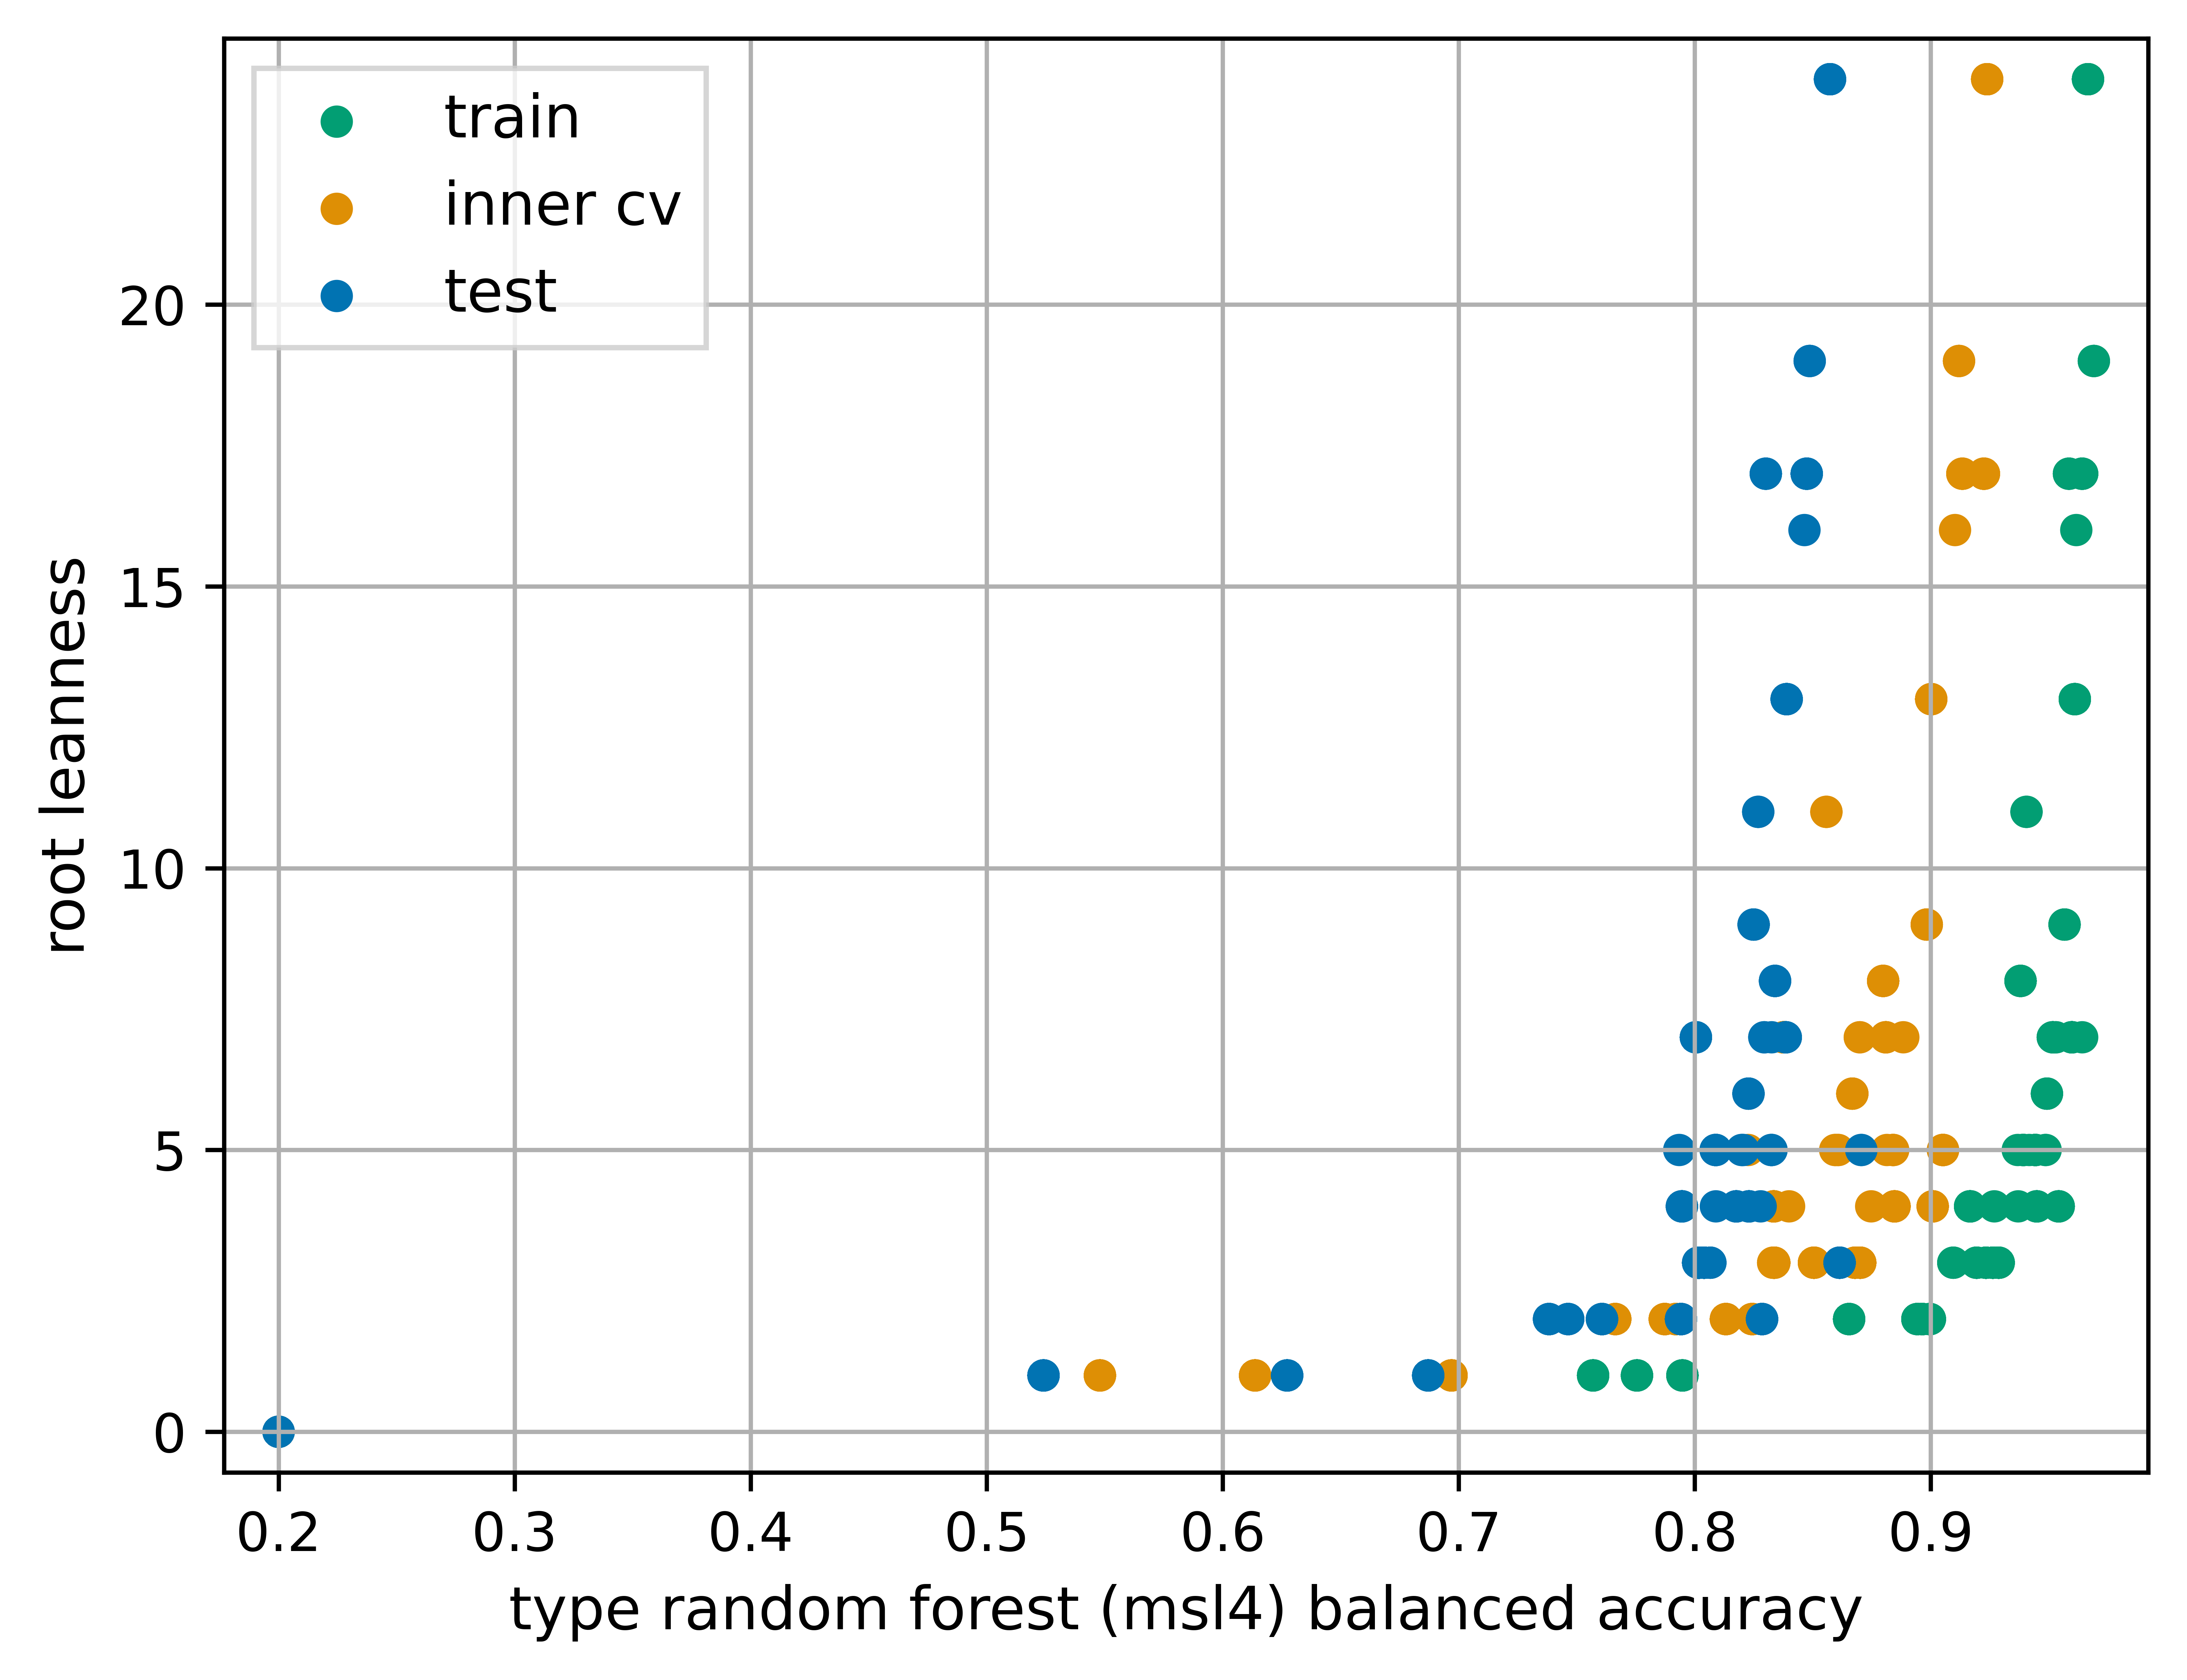 train
inner cv
test
20
15
10
5
0
root leanness
0.2 0.3 0.4 0.5 0.6 0.7 0.8 0.9
type random forest (msl4) balanced accuracy